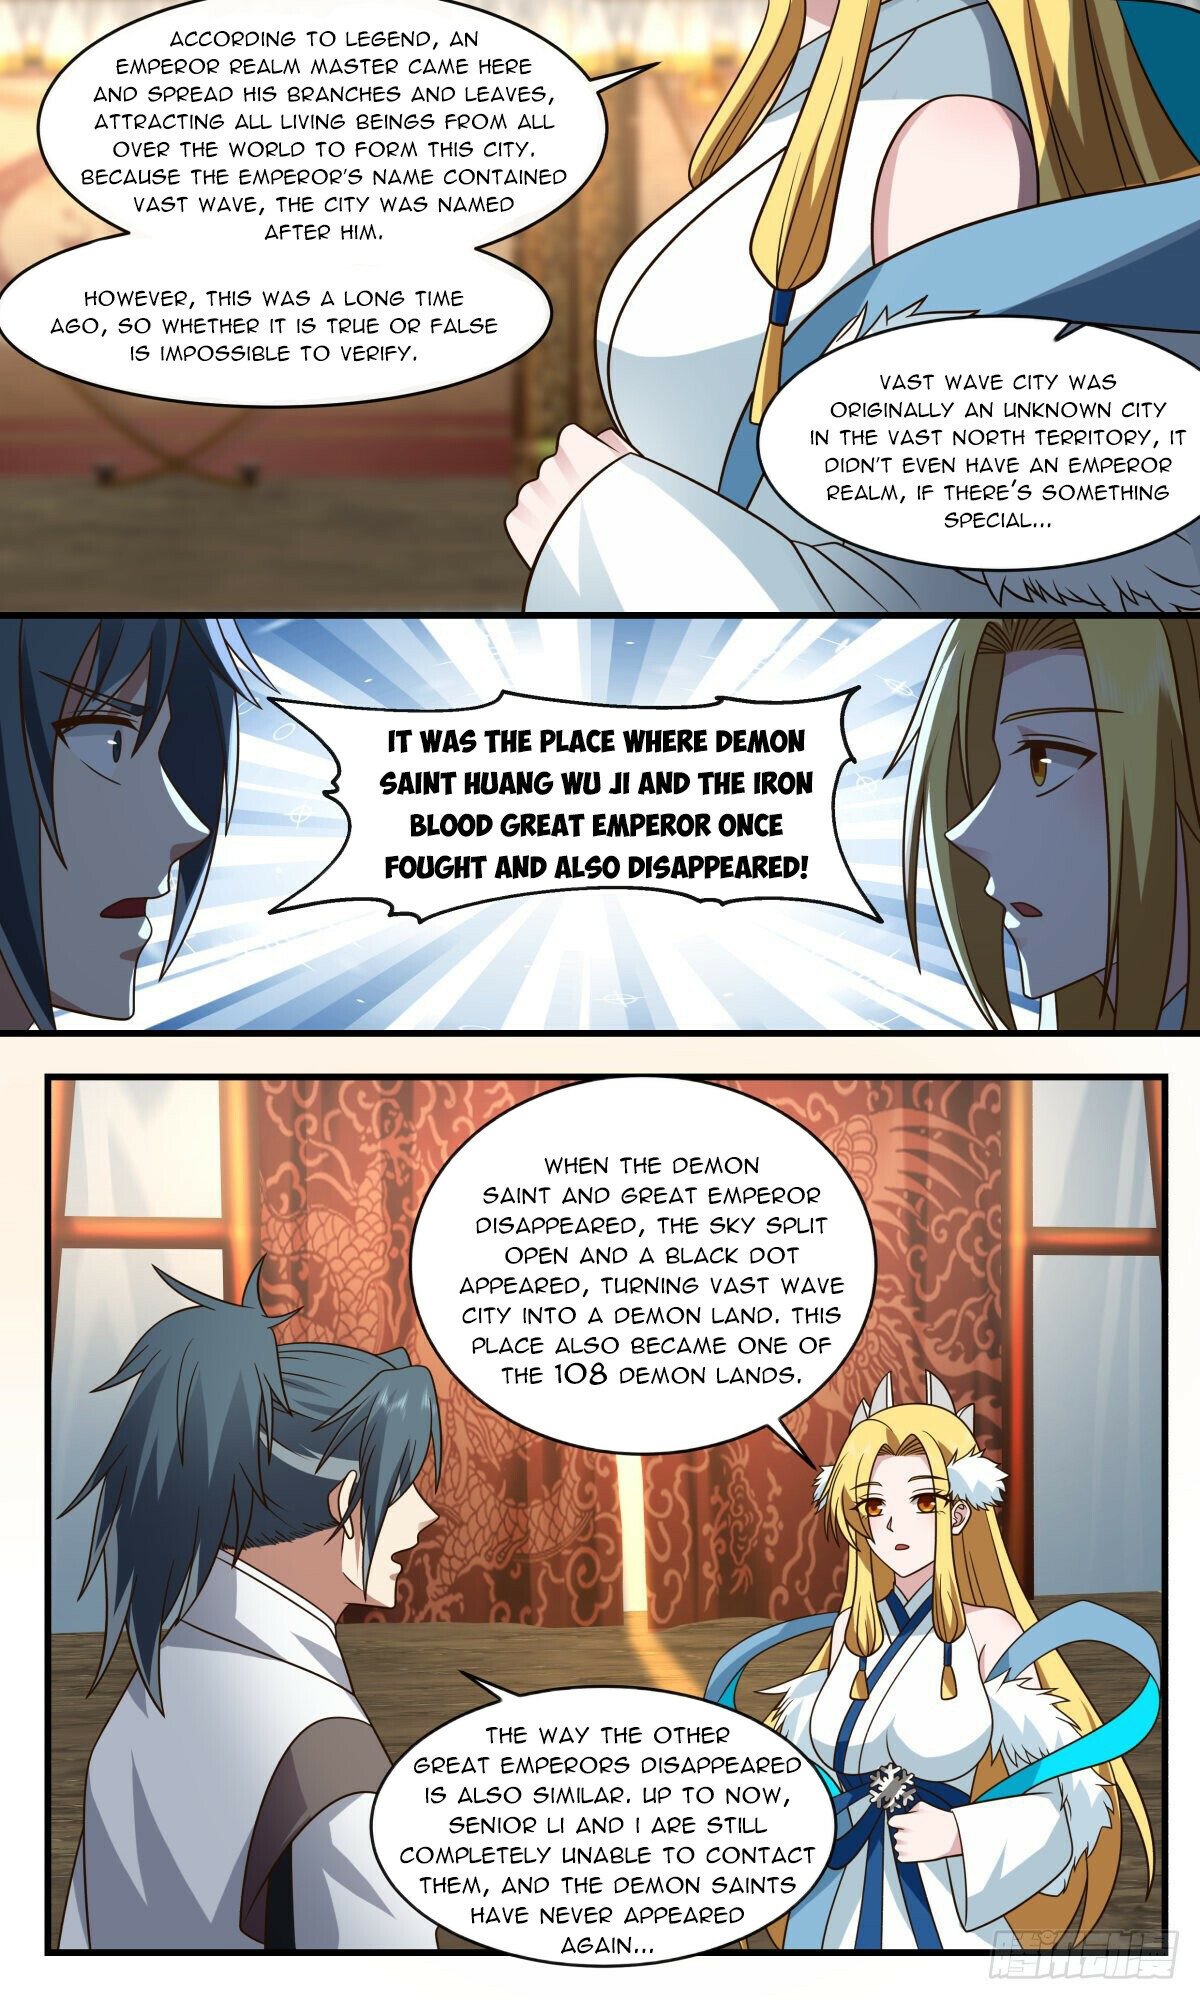 ACCORDING TO LEGEND, AN
EMPEROR REALM MASTER CAME HERE
AND SPREAD HIS BRANCHES AND LEAVES,
ATTRACTING ALL LIVING BEINGS FROM ALL
OVER THE WORLD TO FORM THIS CITY.
BECAUSE THE EMPEROR'S NAME CONTAINED
VAST WAVE, THE CITY WAS NAMED
AFTER HIM.
HOWEVER, THIS WAS A LONG TIME
AGO, SO WHETHER IT IS TRUE OR FALSE
IS IMPOSSIBLE TO VERIFY.
VAST WAVE CITY WAS
ORIGINALLY AN UNKNOWN CITY
IN THE VAST NORTH TERRITORY, IT
DIDN'T EVEN HAVE AN EMPEROR
REALM, IF THERE'S SOMETHING
SPECIAL...
IT WAS THE PLACE WHERE DEMON
SAINT HUANG WU JI AND THE IRON
BLOOD GREAT EMPEROR ONCE
FOUGHT AND ALSO DISAPPEARED!
WHEN THE DEMON
SAINT AND GREAT EMPEROR
DISAPPEARED, THE SKY SPLIT
OPEN AND A BLACK DOT
APPEARED, TURNING VAST WAVE
CITY INTO A DEMON LAND. THIS
PLACE ALSO BECAME ONE OF
THE 108 DEMON LANDS.
THE WAY THE OTHER
GREAT EMPERORS DISAPPEARED
IS ALSO SIMILAR. UP TO NOW,
SENIOR LI AND I ARE STILL
COMPLETELY UNABLE TO CONTACT
THEM, AND THE DEMON SAINTS
HAVE NEVER APPEARED
AGAIN...
腾讯动漫